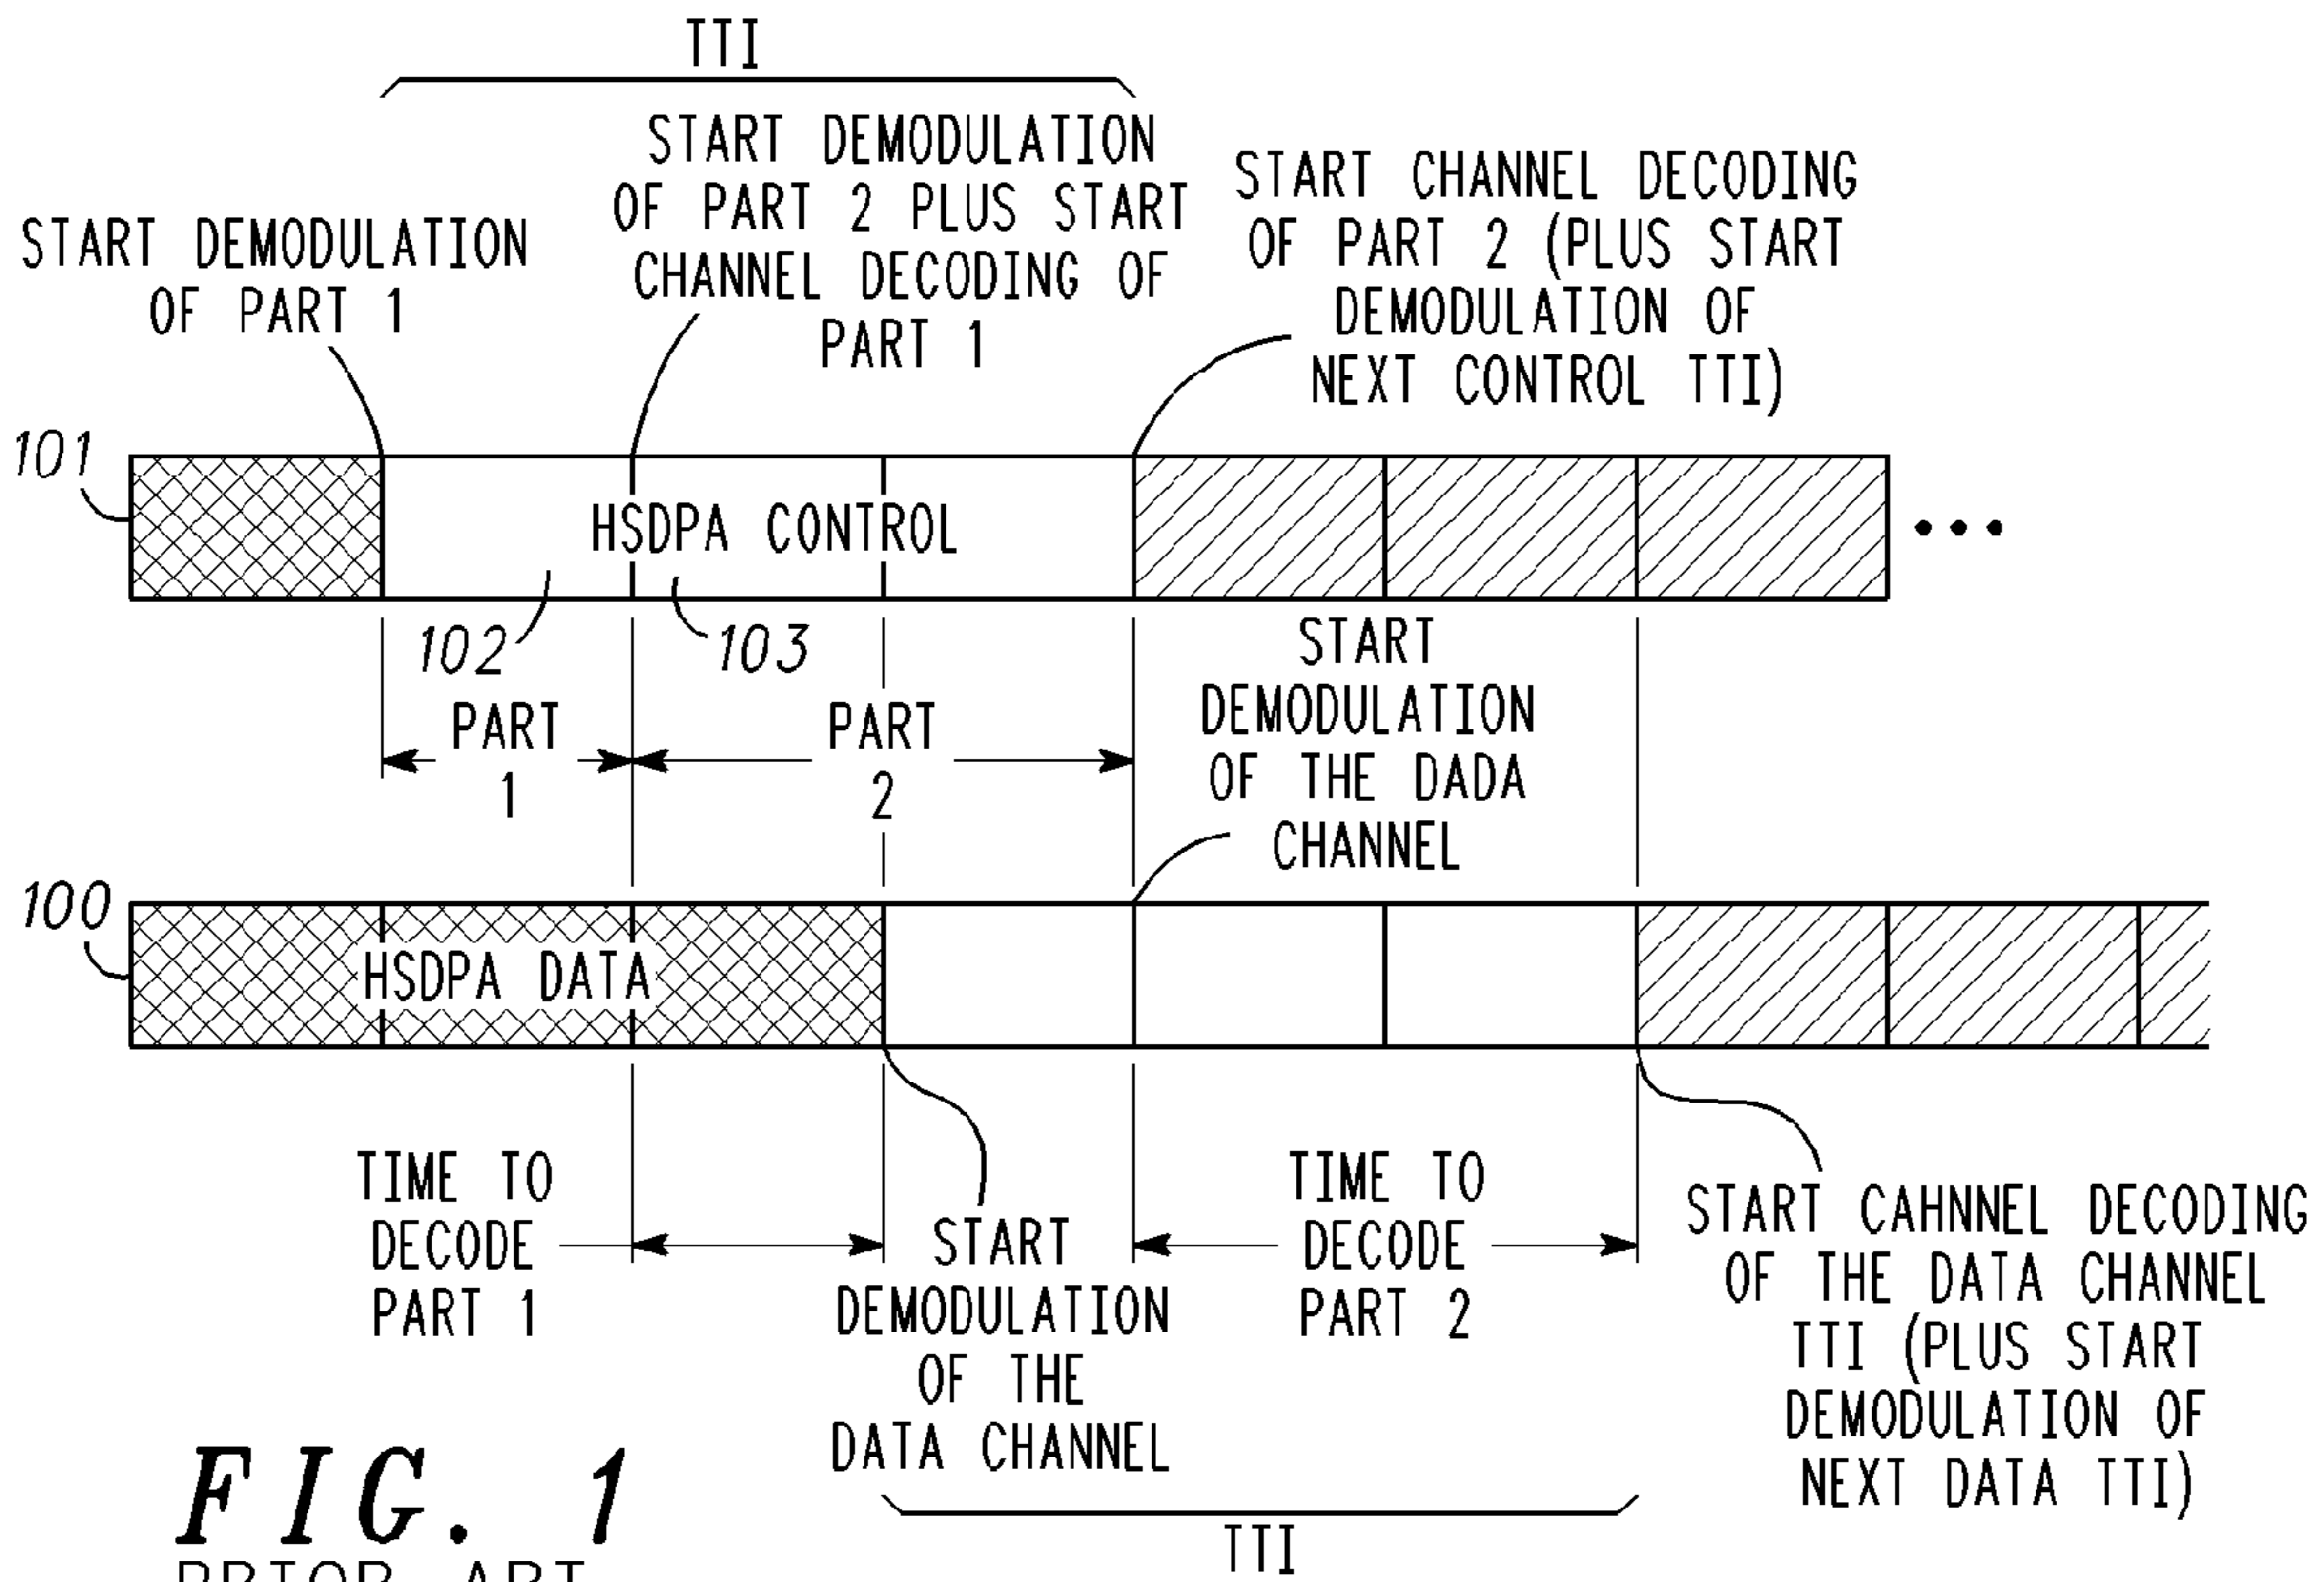 TTI
START DEMODULATION
OF PART 1
START DEMODULATION
OF PART 2 PLUS START
CHANNEL DECODING OF
PART 1
START CHANNEL DECODING
OF PART 2 (PLUS START
DEMODULATION OF
NEXT CONTROL TTI)
101
HSDPA CONTROL
102
103
PART
1
PART
2
START
DEMODULATION
OF THE DADA
CHANNEL
100
HSDPA DATA
TIME TO
DECODE
PART 1
START
DEMODULATION
OF THE
DATA CHANNEL
TIME TO
DECODE
PART 2
START CAHNNEL DECODING
OF THE DATA CHANNEL
TTI (PLUS START
DEMODULATION OF
NEXT DATA TTI)
TTI
FIG. 1
PRIOR ART